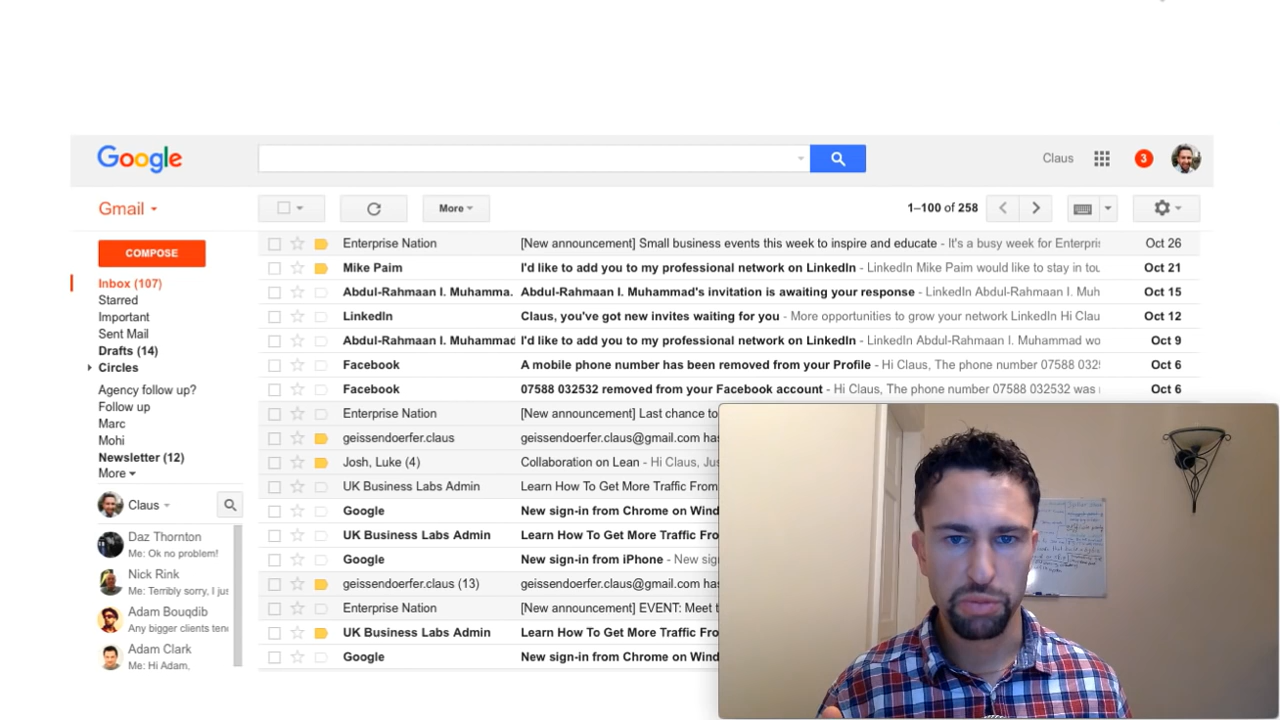 Google
Claus
3
Gmail
More
1–100 of 258
COMPOSE
Inbox (107)
Starred
Important
Sent Mail
Drafts (14)
Circles
Agency follow up?
Follow up
Marc
Mohi
Newsletter (12)
More
Claus
Daz Thornton
Me: Ok no problem!
Nick Rink
Me: Terribly sorry, I jus
Adam Bouqdib
Any bigger clients tend
Adam Clark
Me: Hi Adam,
Enterprise Nation [New announcement] Small business events this week to inspire and educate - It's a busy week for Enterpris Oct 26
Mike Paim I'd like to add you to my professional network on LinkedIn - LinkedIn Mike Paim would like to stay in tou Oct 21
Abdul-Rahmaan I. Muhamma. Abdul-Rahmaan I. Muhammad's invitation is awaiting your response - LinkedIn Abdul-Rahmaan I. Muh Oct 15
LinkedIn Claus, you've got new invites waiting for you - More opportunities to grow your network LinkedIn Hi Clau Oct 12
Abdul-Rahmaan I. Muhammad I'd like to add you to my professional network on LinkedIn - LinkedIn Abdul-Rahmaan I. Muhammad wo Oct 9
Facebook A mobile phone number has been removed from your Profile - Hi Claus, The phone number 07588 032 Oct 6
Facebook 07588 032532 removed from your Facebook account - Hi Claus, The phone number 07588 032532 was Oct 6
Enterprise Nation [New announcement] Last chance to
geissendoerfer.claus geissendoerfer.claus@gmail.com has
Josh, Luke (4) Collaboration on Lean - Hi Claus, Jus
UK Business Labs Admin Learn How To Get More Traffic From
Google New sign-in from Chrome on Wind
UK Business Labs Admin Learn How To Get More Traffic Fro
Google New sign-in from iPhone - New sig
geissendoerfer.claus (13) geissendoerfer.claus@gmail.com has
Enterprise Nation [New announcement] EVENT: Meet t
UK Business Labs Admin Learn How To Get More Traffic Fro
Google New sign-in from Chrome on Wind